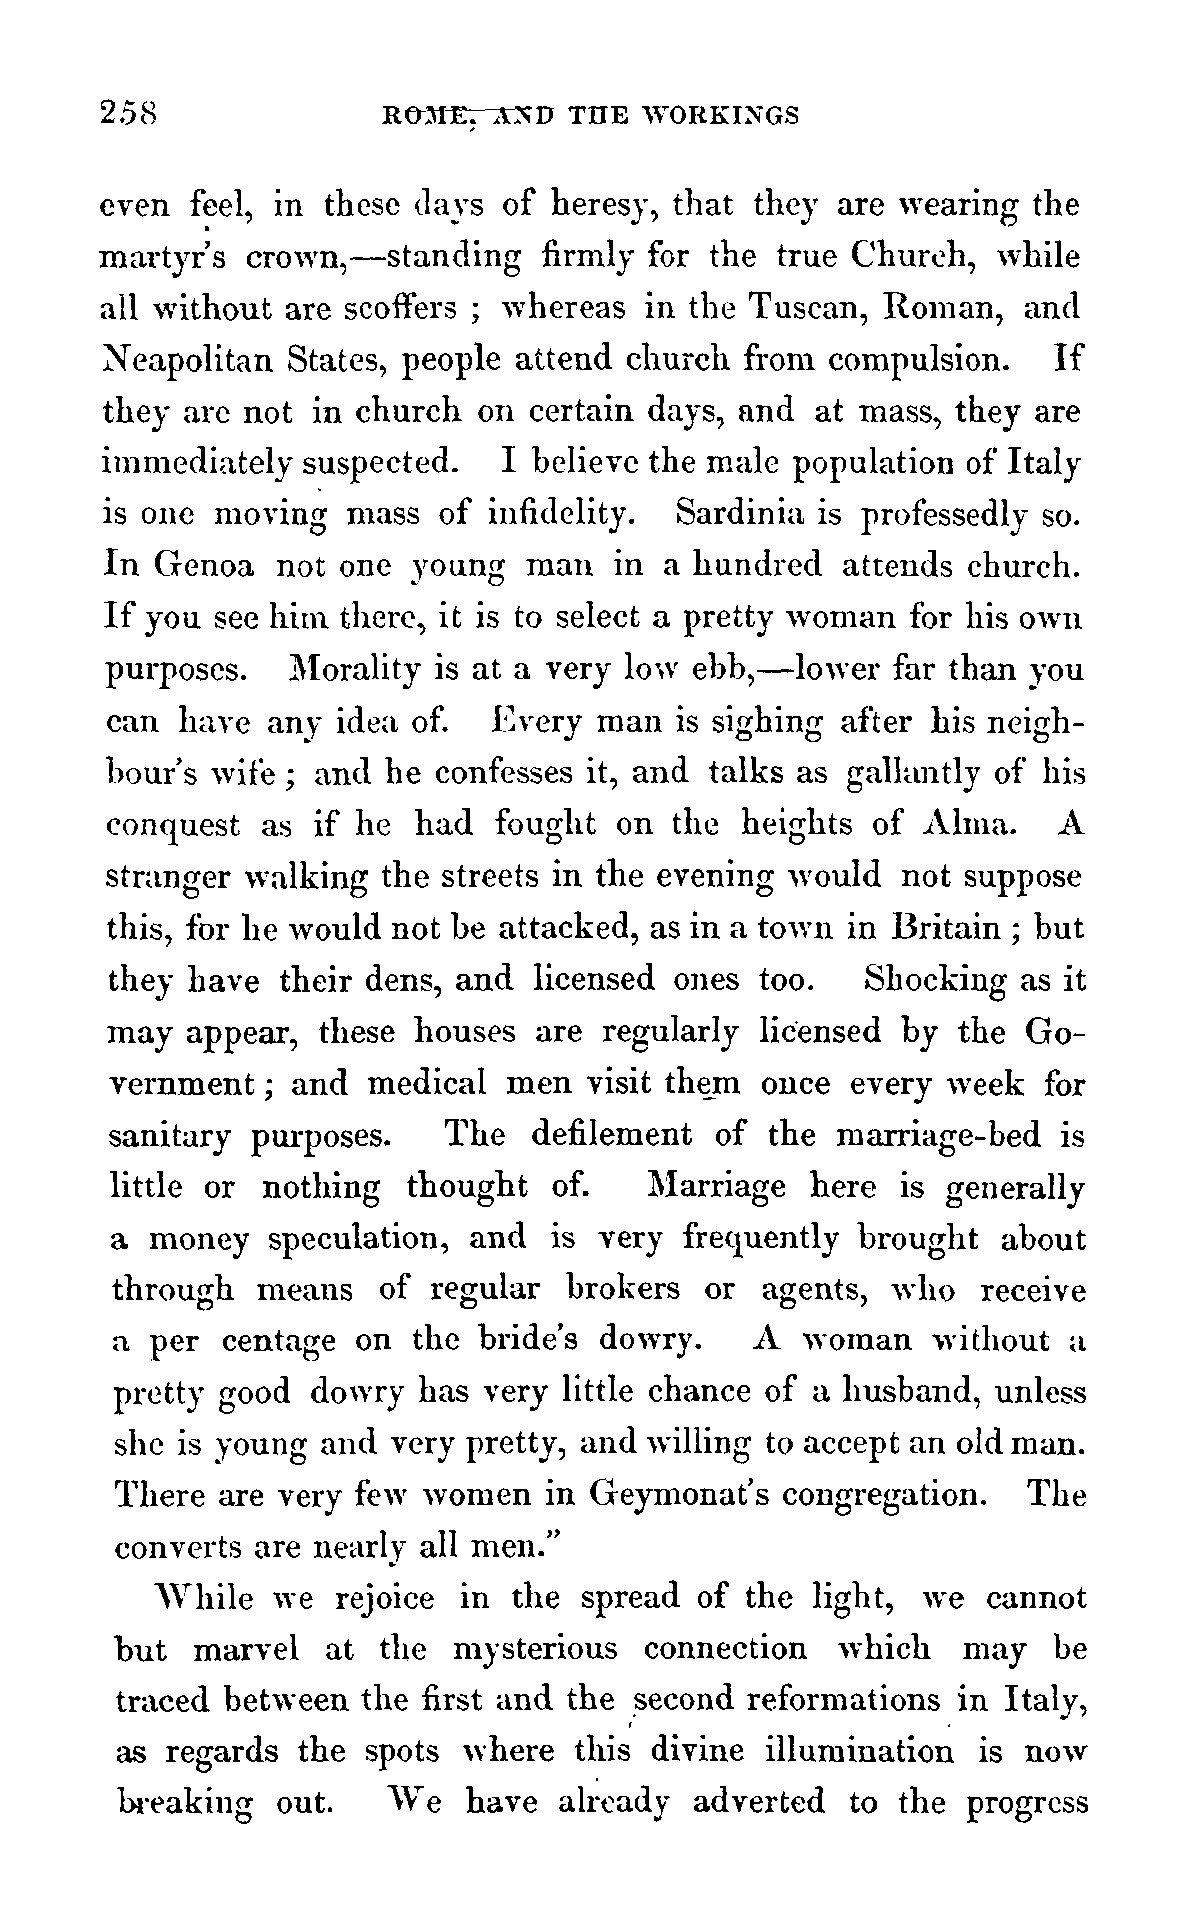 258 ROME, AND THE WORKINGS
even feel, in these days of heresy, that they are wearing the
martyr's crown,—standing firmly for the true Church, while
all without are scoffers ; whereas in the Tuscan, Roman, and
Neapolitan States, people attend church from compulsion. If
they are not in church on certain days, and at mass, they are
immediately suspected. I believe the male population of Italy
is one moving mass of infidelity. Sardinia is professedly so.
In Genoa not one young man in a hundred attends church.
If you see him there, it is to select a pretty woman for his own
purposes. Morality is at a very low ebb,—lower far than you
can have any idea of. Every man is sighing after his neigh-
bour's wife ; and he confesses it, and talks as gallantly of his
conquest as if he had fought on the heights of Alma. A
stranger walking the streets in the evening would not suppose
this, for he would not be attacked, as in a town in Britain ; but
they have their dens, and licensed ones too. Shocking as it
may appear, these houses are regularly licensed by the Go-
vernment ; and medical men visit them once every week for
sanitary purposes. The defilement of the marriage-bed is
little or nothing thought of. Marriage here is generally
a money speculation, and is very frequently brought about
through means of regular brokers or agents, who receive
a per centage on the bride's dowry. A woman without a
pretty good dowry has very little chance of a husband, unless
she is young and very pretty, and willing to accept an old man.
There are very few women in Geymonat's congregation. The
converts are nearly all men."
While we rejoice in the spread of the light, we cannot
but marvel at the mysterious connection which may be
traced between the first and the second reformations in Italy,
as regards the spots where this divine illumination is now
breaking out. We have already adverted to the progress